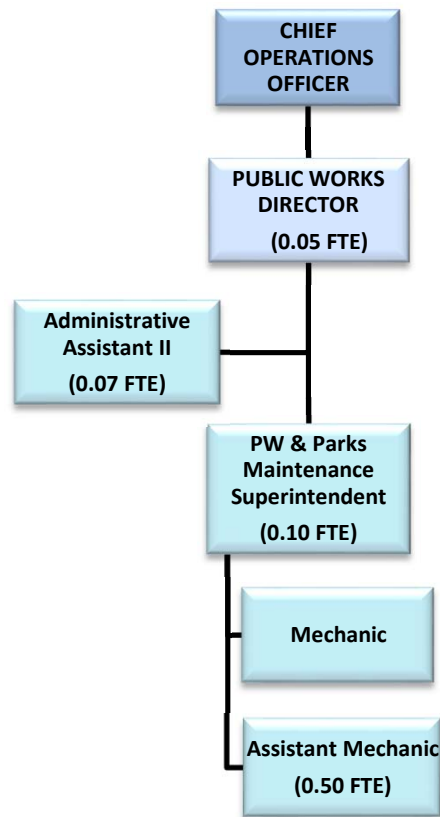 CHIEF
OPERATIONS
OFFICER
PUBLIC WORKS
DIRECTOR
(0.05 FTE)
Administrative
Assistant II
(0.07 FTE)
PW & Parks
Maintenance
Superintendent
(0.10 FTE)
Mechanic
Assistant Mechanic
(0.50 FTE)